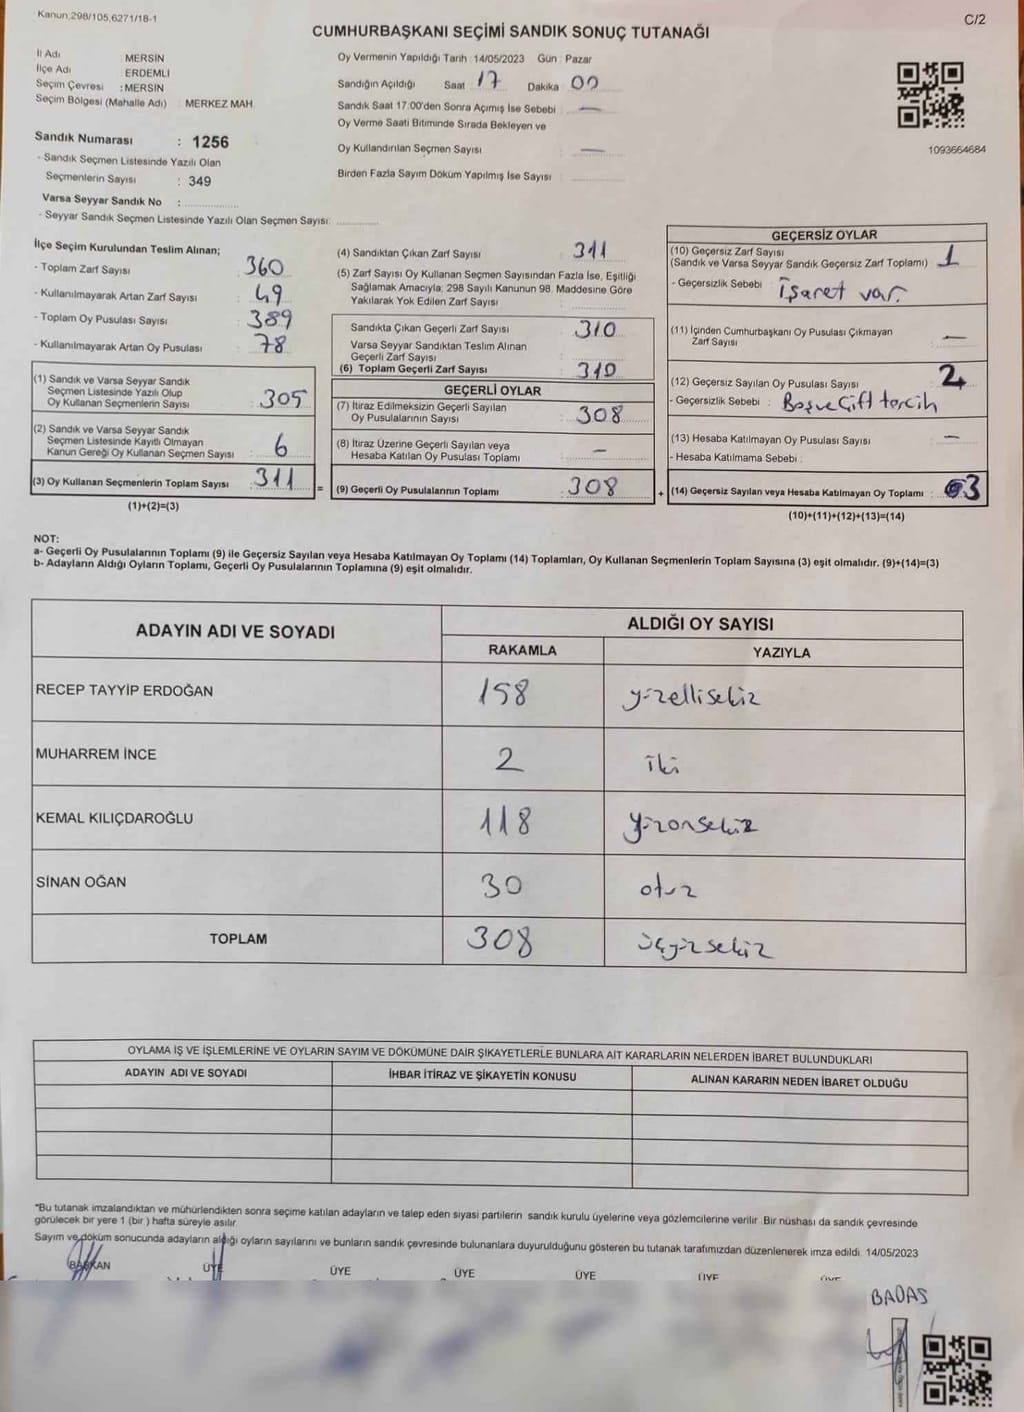 Kanun,298/105,6271/18-1
C/2
CUMHURBAŞKANI SEÇİMİ SANDIK SONUÇ TUTANAĞI
İl Adı : MERSİN
İlçe Adı : ERDEMLİ
Seçim Çevresi : MERSİN
Seçim Bölgesi (Mahalle Adı) : MERKEZ MAH.
Sandık Numarası : 1256
- Sandık Seçmen Listesinde Yazılı Olan
Seçmenlerin Sayısı : 349
Varsa Seyyar Sandık No :
- Seyyar Sandık Seçmen Listesinde Yazılı Olan Seçmen Sayısı:
Oy Vermenin Yapıldığı Tarih : 14/05/2023 Gün : Pazar
Sandığın Açıldığı Saat 17 Dakika 00
Sandık Saat 17:00'den Sonra Açımış İse Sebebi : —
Oy Verme Saati Bitiminde Sırada Bekleyen ve
Oy Kullandırılan Seçmen Sayısı : —
Birden Fazla Sayım Döküm Yapılmış İse Sayısı :
1093664684
İlçe Seçim Kurulundan Teslim Alınan;
- Toplam Zarf Sayısı : 360
- Kullanılmayarak Artan Zarf Sayısı : 49
- Toplam Oy Pusulası Sayısı : 389
- Kullanılmayarak Artan Oy Pusulası : 78
(1) Sandık ve Varsa Seyyar Sandık
Seçmen Listesinde Yazılı Olup
Oy Kullanan Seçmenlerin Sayısı : 305
(2) Sandık ve Varsa Seyyar Sandık
Seçmen Listesinde Kayıtlı Olmayan
Kanun Gereği Oy Kullanan Seçmen Sayısı : 6
(3) Oy Kullanan Seçmenlerin Toplam Sayısı : 311
(1)+(2)=(3)
(4) Sandıktan Çıkan Zarf Sayısı : 311
(5) Zarf Sayısı Oy Kullanan Seçmen Sayısından Fazla İse, Eşitliği
Sağlamak Amacıyla; 298 Sayılı Kanunun 98. Maddesine Göre
Yakılarak Yok Edilen Zarf Sayısı :
Sandıkta Çıkan Geçerli Zarf Sayısı : 310
Varsa Seyyar Sandıktan Teslim Alınan
Geçerli Zarf Sayısı :
(6) Toplam Geçerli Zarf Sayısı : 310
GEÇERLİ OYLAR
(7) İtiraz Edilmeksizin Geçerli Sayılan
Oy Pusulalarının Sayısı : 308
(8) İtiraz Üzerine Geçerli Sayılan veya
Hesaba Katılan Oy Pusulası Toplamı : —
= (9) Geçerli Oy Pusulalarının Toplamı : 308
GEÇERSİZ OYLAR
(10) Geçersiz Zarf Sayısı
(Sandık ve Varsa Seyyar Sandık Geçersiz Zarf Toplamı) : 1
- Geçersizlik Sebebi : İşaret var.
(11) İçinden Cumhurbaşkanı Oy Pusulası Çıkmayan
Zarf Sayısı : —
(12) Geçersiz Sayılan Oy Pusulası Sayısı : 2
- Geçersizlik Sebebi : Boş ve Çift tercih
(13) Hesaba Katılmayan Oy Pusulası Sayısı : —
- Hesaba Katılmama Sebebi :
+ (14) Geçersiz Sayılan veya Hesaba Katılmayan Oy Toplamı : 3
(10)+(11)+(12)+(13)=(14)
NOT:
a- Geçerli Oy Pusulalarının Toplamı (9) ile Geçersiz Sayılan veya Hesaba Katılmayan Oy Toplamı (14) Toplamları, Oy Kullanan Seçmenlerin Toplam Sayısına (3) eşit olmalıdır. (9)+(14)=(3)
b- Adayların Aldığı Oyların Toplamı, Geçerli Oy Pusulalarının Toplamına (9) eşit olmalıdır.
ADAYIN ADI VE SOYADI
ALDIĞI OY SAYISI
RAKAMLA YAZIYLA
RECEP TAYYİP ERDOĞAN 158 yüzellisekiz
MUHARREM İNCE 2 İki
KEMAL KILIÇDAROĞLU 118 yüzonsekiz
SİNAN OĞAN 30 otuz
TOPLAM 308 üçyüzsekiz
OYLAMA İŞ VE İŞLEMLERİNE VE OYLARIN SAYIM VE DÖKÜMÜNE DAİR ŞİKAYETLERLE BUNLARA AİT KARARLARIN NELERDEN İBARET BULUNDUKLARI
ADAYIN ADI VE SOYADI İHBAR İTİRAZ VE ŞİKAYETİN KONUSU ALINAN KARARIN NEDEN İBARET OLDUĞU
"Bu tutanak imzalandıktan ve mühürlendikten sonra seçime katılan adayların ve talep eden siyasi partilerin sandık kurulu üyelerine veya gözlemcilerine verilir. Bir nüshası da sandık çevresinde
görülecek bir yere 1 (bir ) hafta süreyle asılır.
Sayım ve döküm sonucunda adayların aldığı oyların sayılarını ve bunların sandık çevresinde bulunanlara duyurulduğunu gösteren bu tutanak tarafımızdan düzenlenerek imza edildi. 14/05/2023
BAŞKAN ÜYE ÜYE ÜYE ÜYE ÜYE ÜYE
BADAS